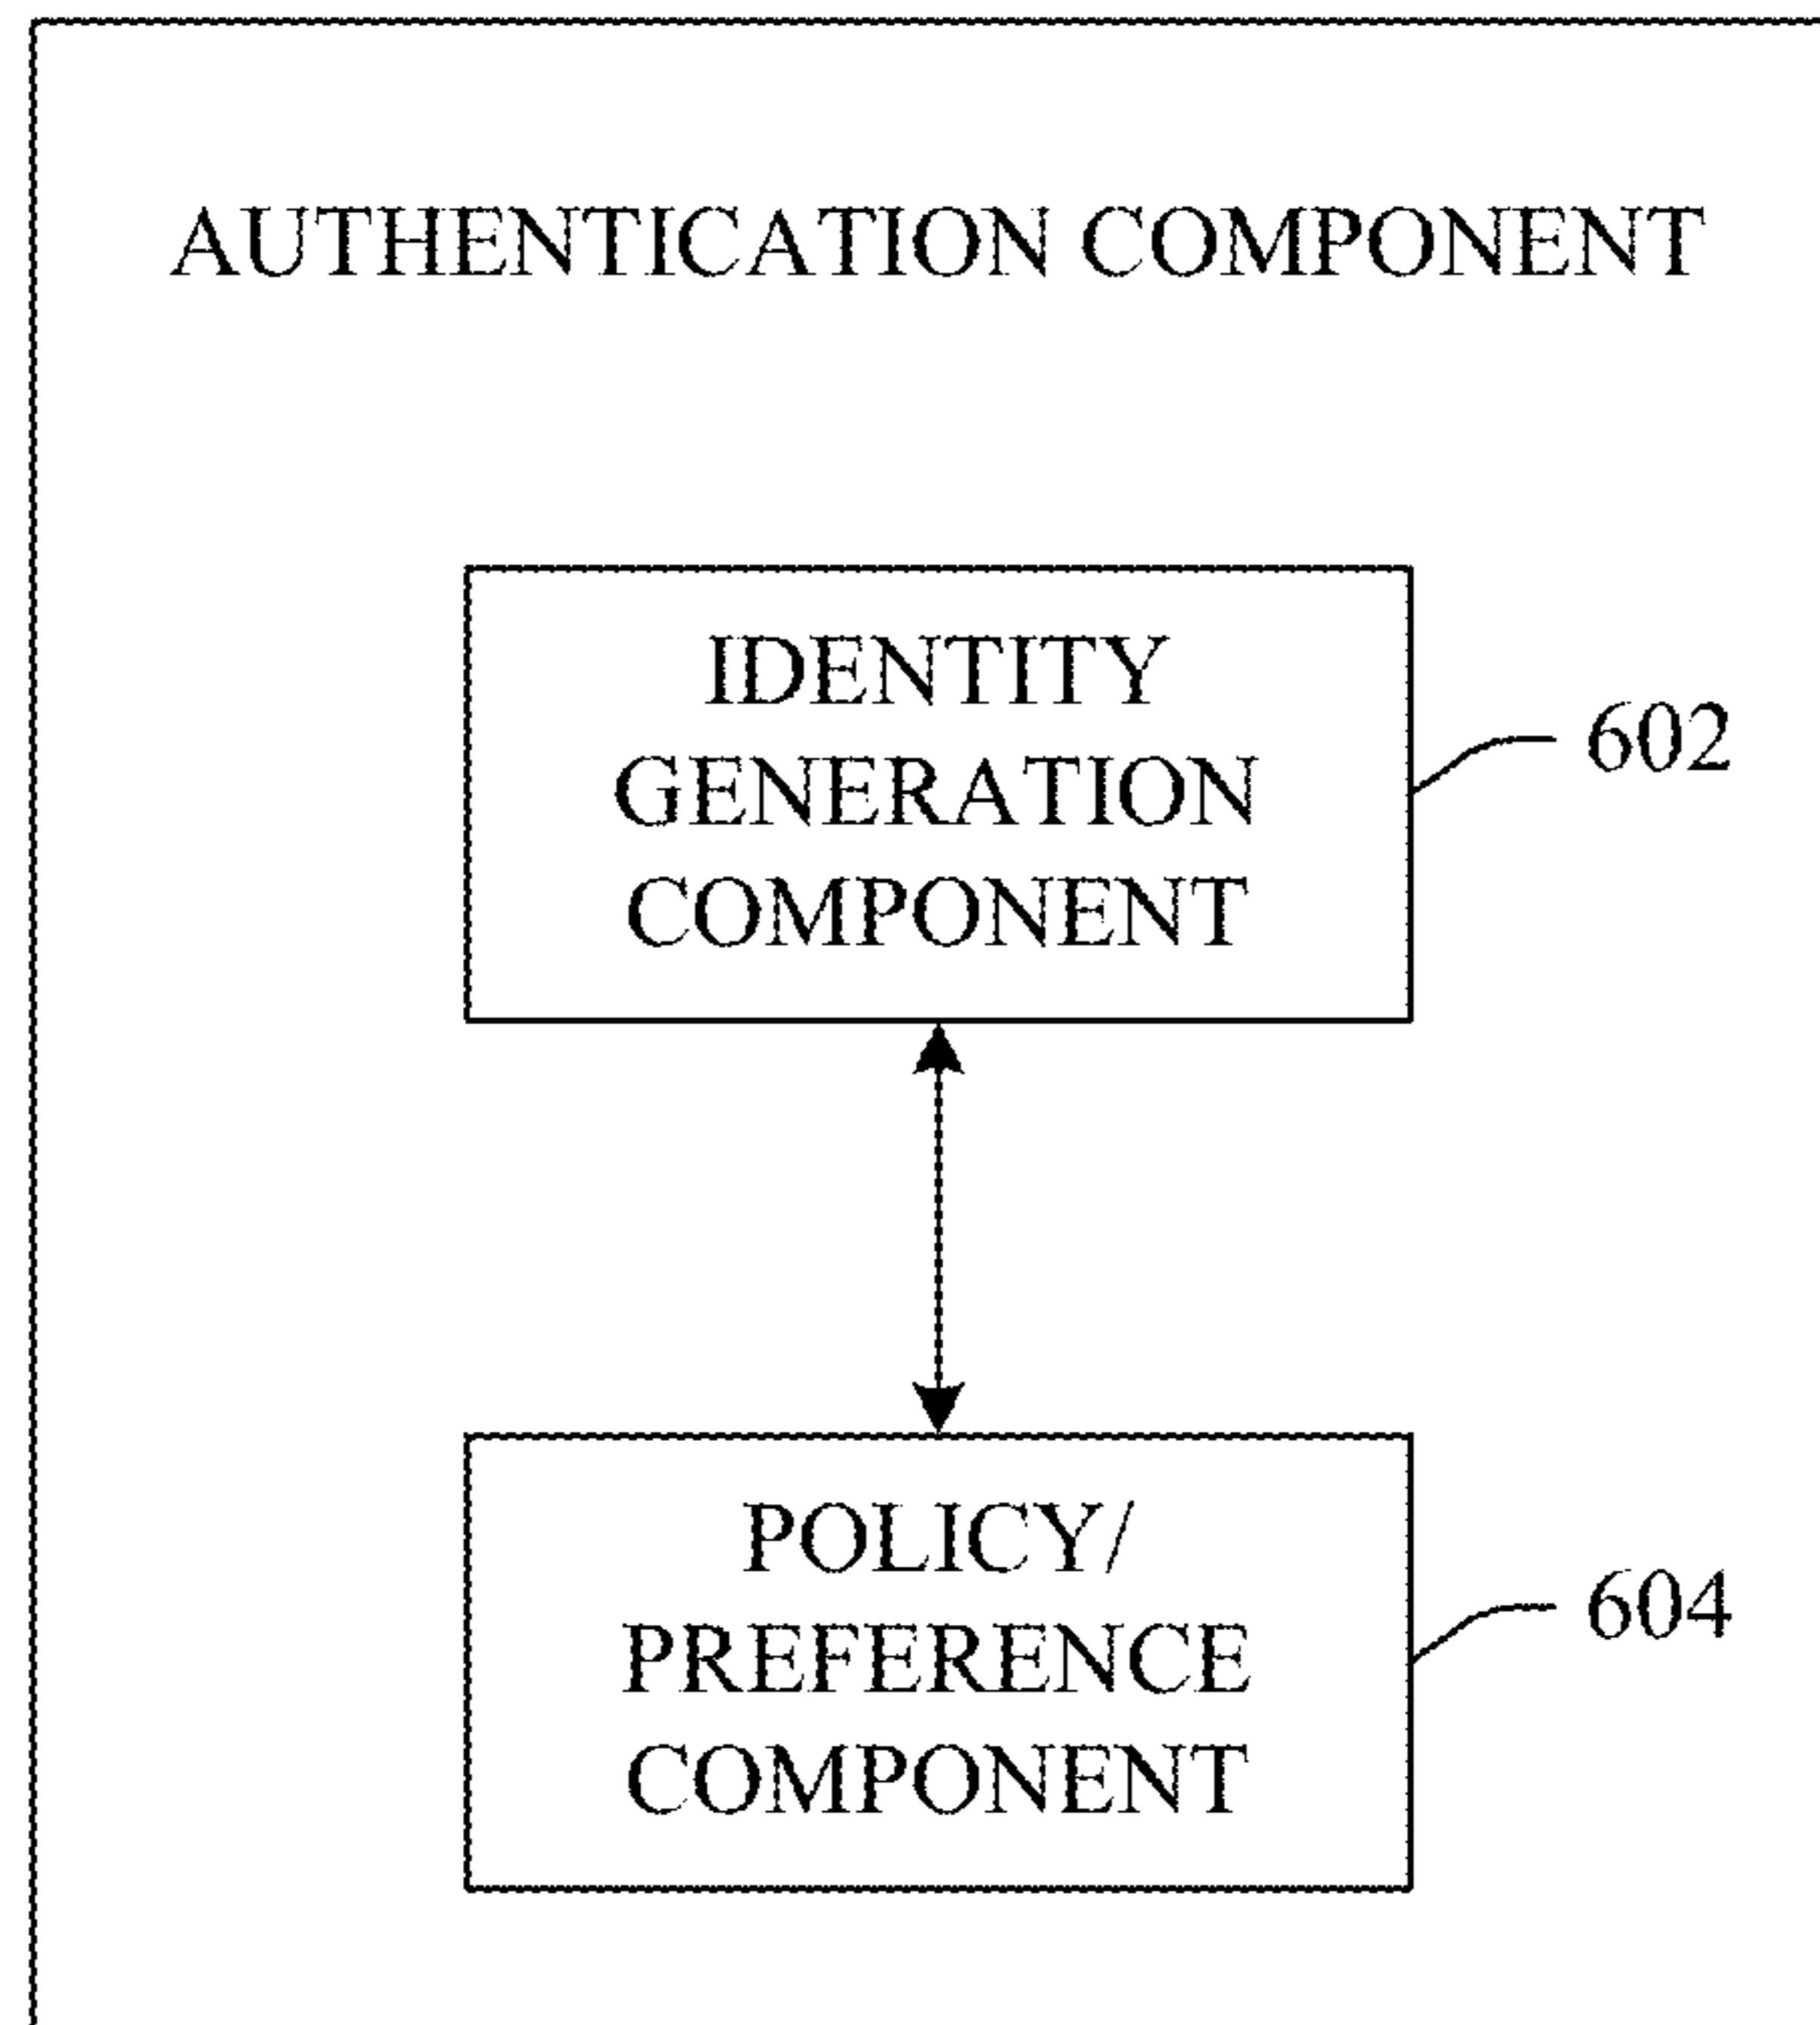 AUTHENTICATION COMPONENT
IDENTITY
GENERATION
COMPONENT
602
POLICY/
PREFERENCE
COMPONENT
604